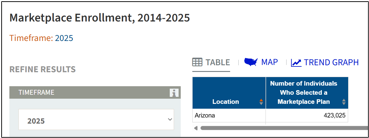 Marketplace Enrollment, 2014-2025
Timeframe: 2025
TABLE
MAP
TREND GRAPH
REFINE RESULTS
TIMEFRAME
2025
Location
Number of Individuals
Who Selected a
Marketplace Plan
Arizona
423,025